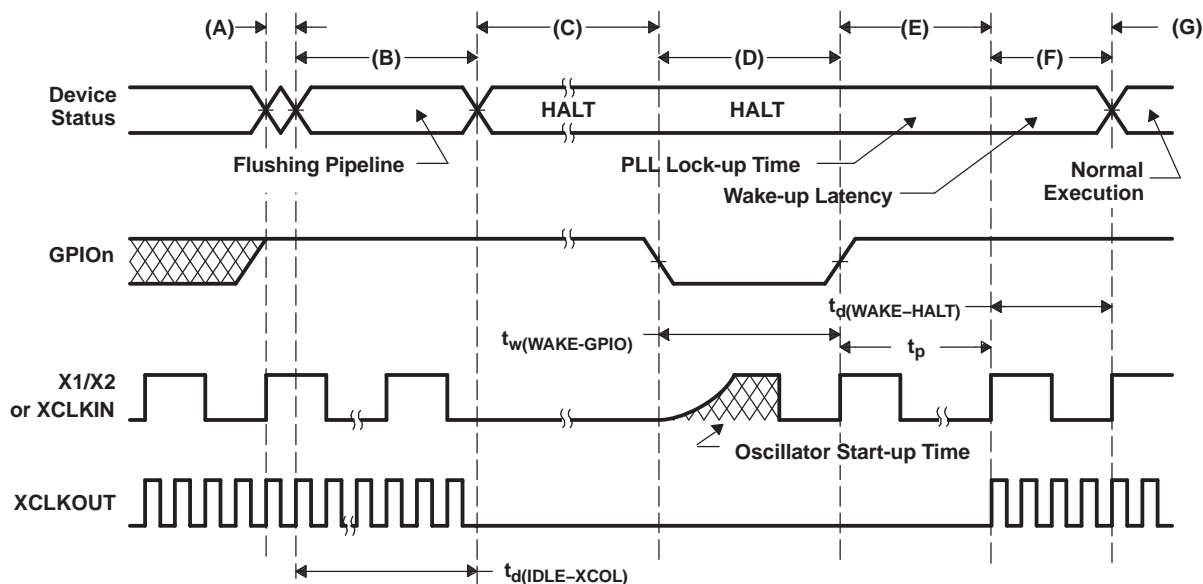 (A)
(C)
(E)
(G)
(B)
(D)
(F)
Device
Status
HALT
HALT
Flushing Pipeline
PLL Lock-up Time
Wake-up Latency
Normal
Execution
GPIOn
td(WAKE–HALT)
tw(WAKE-GPIO)
tp
X1/X2
or XCLKIN
Oscillator Start-up Time
XCLKOUT
td(IDLE–XCOL)